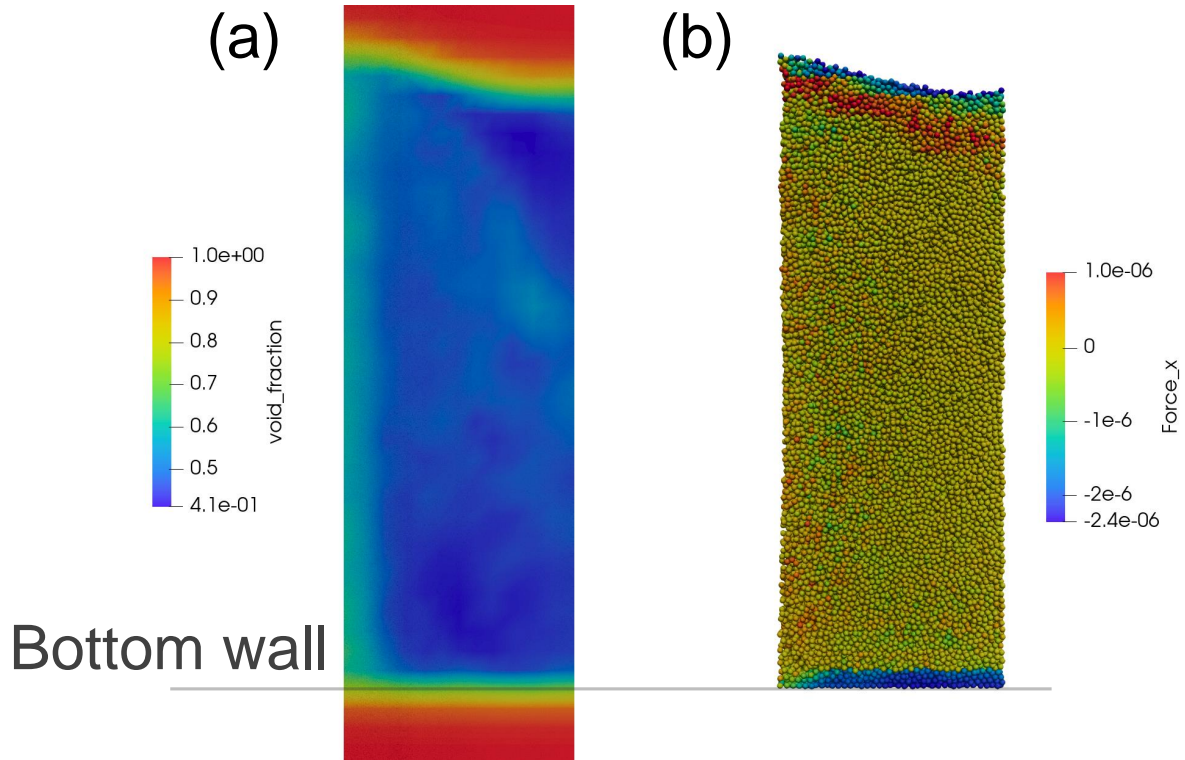 (a)
(b)
1.0e+00
0.9
0.8
0.7
0.6
0.5
4.1e-01
void_fraction
1.0e-06
0
-1e-6
-2e-6
-2.4e-06
Force_x
Bottom wall